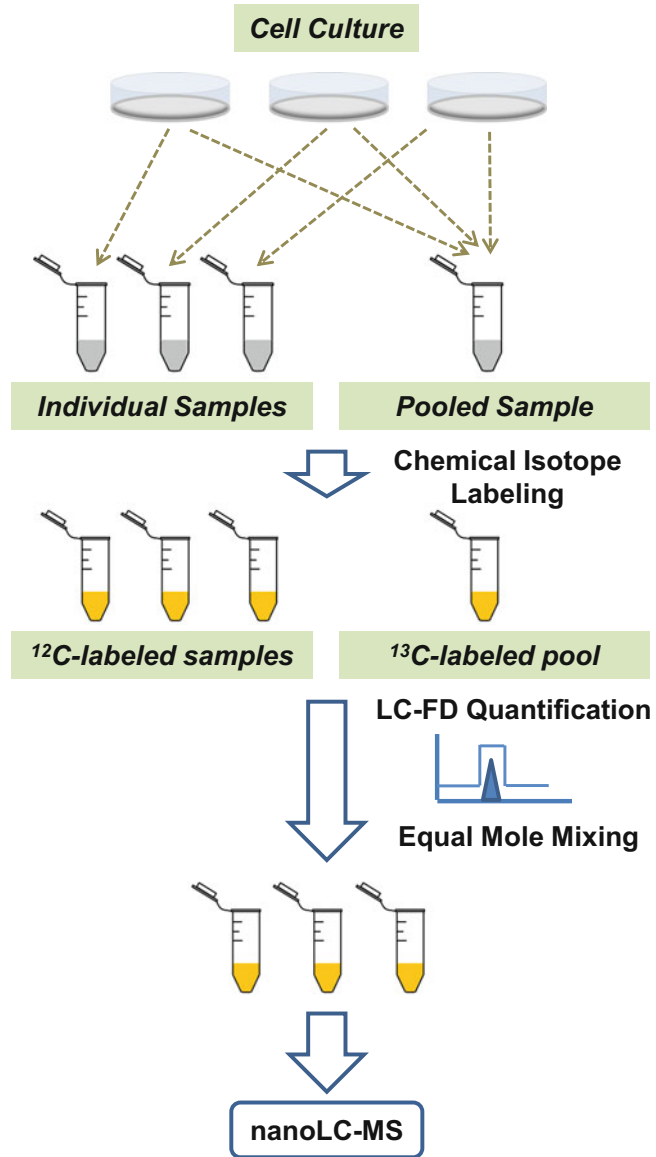 Cell Culture
Individual Samples
Pooled Sample
Chemical Isotope
Labeling
¹²C-labeled samples
¹³C-labeled pool
LC-FD Quantification
Equal Mole Mixing
nanoLC-MS